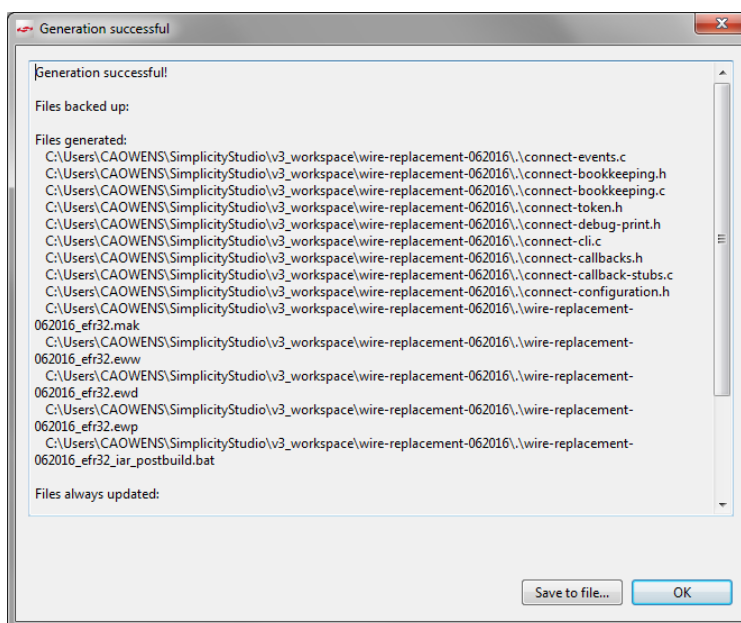 Generation successful
Generation successful!
Files backed up:
Files generated:
C:\Users\CAOWENS\SimplicityStudio\v3_workspace\wire-replacement-062016\.\connect-events.c
C:\Users\CAOWENS\SimplicityStudio\v3_workspace\wire-replacement-062016\.\connect-bookkeeping.h
C:\Users\CAOWENS\SimplicityStudio\v3_workspace\wire-replacement-062016\.\connect-bookkeeping.c
C:\Users\CAOWENS\SimplicityStudio\v3_workspace\wire-replacement-062016\.\connect-token.h
C:\Users\CAOWENS\SimplicityStudio\v3_workspace\wire-replacement-062016\.\connect-debug-print.h
C:\Users\CAOWENS\SimplicityStudio\v3_workspace\wire-replacement-062016\.\connect-cli.c
C:\Users\CAOWENS\SimplicityStudio\v3_workspace\wire-replacement-062016\.\connect-callbacks.h
C:\Users\CAOWENS\SimplicityStudio\v3_workspace\wire-replacement-062016\.\connect-callback-stubs.c
C:\Users\CAOWENS\SimplicityStudio\v3_workspace\wire-replacement-062016\.\connect-configuration.h
C:\Users\CAOWENS\SimplicityStudio\v3_workspace\wire-replacement-062016\.\wire-replacement-
062016_efr32.mak
C:\Users\CAOWENS\SimplicityStudio\v3_workspace\wire-replacement-062016\.\wire-replacement-
062016_efr32.eww
C:\Users\CAOWENS\SimplicityStudio\v3_workspace\wire-replacement-062016\.\wire-replacement-
062016_efr32.ewd
C:\Users\CAOWENS\SimplicityStudio\v3_workspace\wire-replacement-062016\.\wire-replacement-
062016_efr32.ewp
C:\Users\CAOWENS\SimplicityStudio\v3_workspace\wire-replacement-062016\.\wire-replacement-
062016_efr32_iar_postbuild.bat
Files always updated:
Save to file... OK